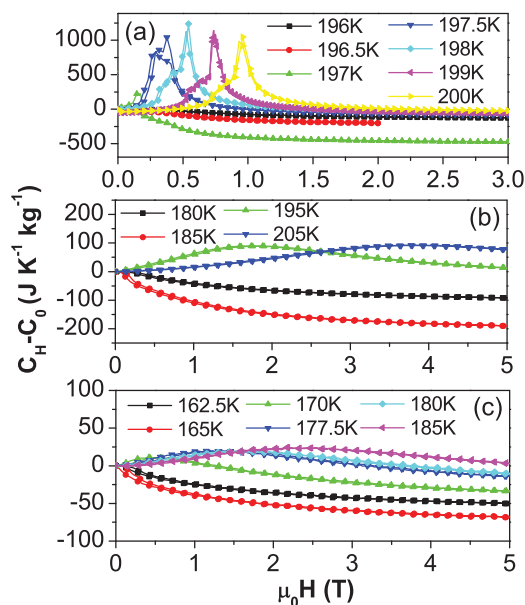 (a)
196K
197.5K
196.5K
198K
197K
199K
200K
1000
500
0
-500
0.0 0.5 1.0 1.5 2.0 2.5 3.0
(b)
180K
195K
185K
205K
200
100
0
-100
-200
0 1 2 3 4 5
C_H-C_0 (J K⁻¹ kg⁻¹)
(c)
162.5K
170K
180K
165K
177.5K
185K
100
50
0
-50
-100
0 1 2 3 4 5
μ₀H (T)